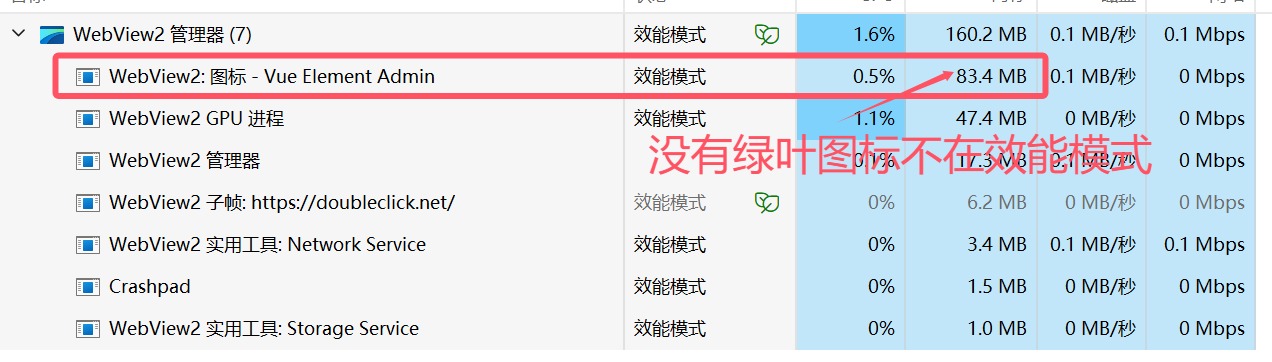 WebView2 管理器 (7) 效能模式 1.6% 160.2 MB 0.1 MB/秒 0.1 Mbps
WebView2: 图标 - Vue Element Admin 效能模式 0.5% 83.4 MB 0.1 MB/秒 0 Mbps
WebView2 GPU 进程 效能模式 1.1% 47.4 MB 0 MB/秒 0 Mbps
没有绿叶图标不在效能模式
WebView2 管理器 效能模式 0.1% 17.3 MB 0.1 MB/秒 0 Mbps
WebView2 子帧: https://doubleclick.net/ 效能模式 0% 6.2 MB 0 MB/秒 0 Mbps
WebView2 实用工具: Network Service 效能模式 0% 3.4 MB 0.1 MB/秒 0.1 Mbps
Crashpad 效能模式 0% 1.5 MB 0 MB/秒 0 Mbps
WebView2 实用工具: Storage Service 效能模式 0% 1.0 MB 0 MB/秒 0 Mbps